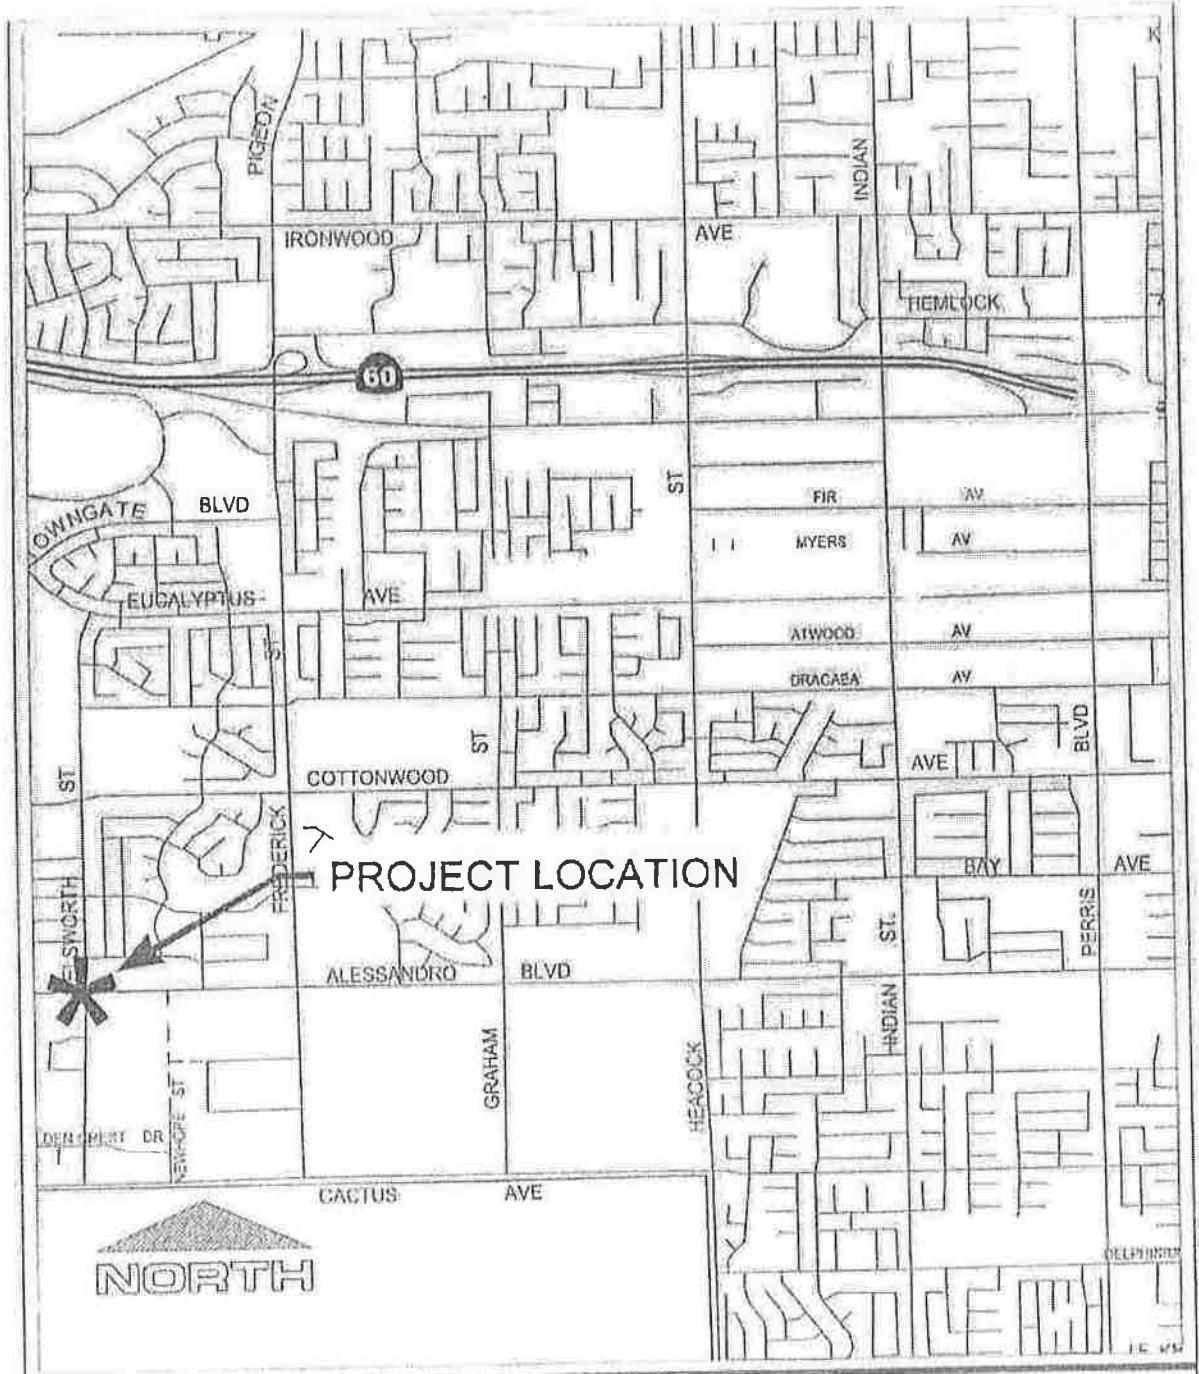 K
PIGEON
INDIAN
IRONWOOD
AVE
HEMLOCK
60
ST
FIR
AV
OWNGATE
BLVD
MYERS
AV
EUCALYPTUS
AVE
ATWOOD
AV
ST
DRACAEA
AV
ST
BLVD
AVE
ST
COTTONWOOD
FREDERICK
PROJECT LOCATION
BAY
AVE
ELSWORTH
ST.
PERRIS
ALESSANDRO
BLVD
INDIAN
GRAHAM
HEACOCK
NEWHOPE ST
DR
CACTUS
AVE
NORTH